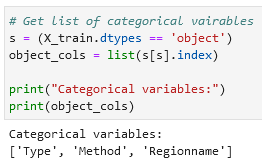 # Get list of categorical vairables
s = (X_train.dtypes == 'object')
object_cols = list(s[s].index)
print("Categorical variables:")
print(object_cols)
Categorical variables:
['Type', 'Method', 'Regionname']